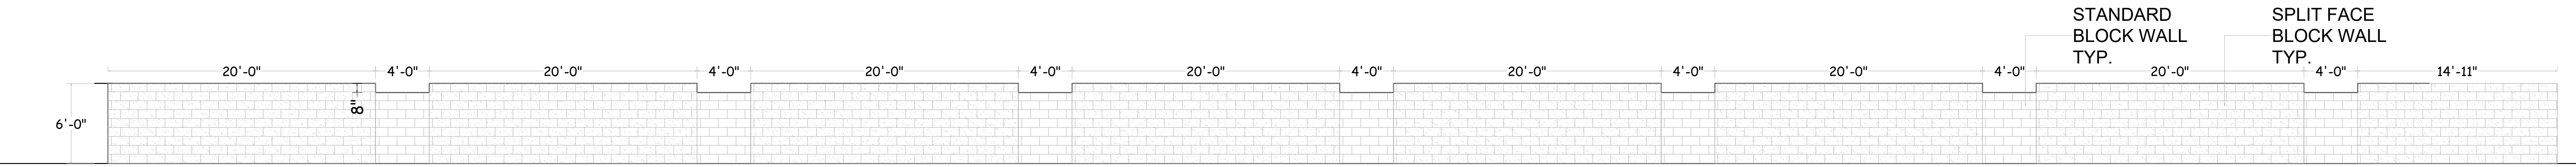 STANDARD
BLOCK WALL
TYP.
SPLIT FACE
BLOCK WALL
TYP.
20'-0" 4'-0" 20'-0" 4'-0" 20'-0" 4'-0" 20'-0" 4'-0" 20'-0" 4'-0" 20'-0" 4'-0" 20'-0" 4'-0" 14'-11"
8"
6'-0"